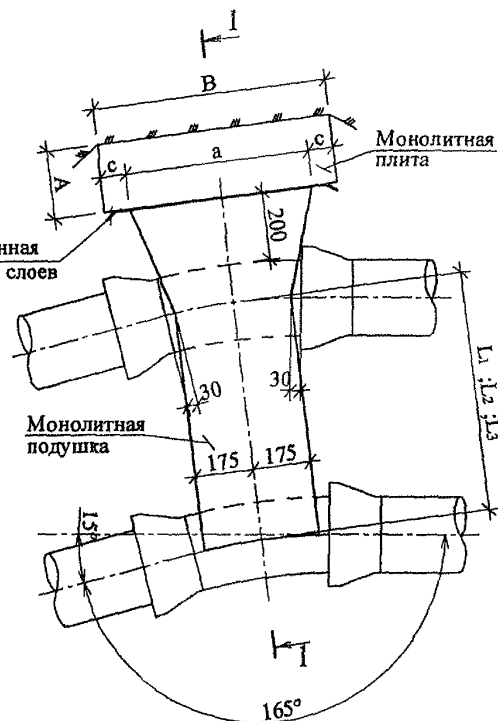 I
B
A
c
a
c
Монолитная
плита
200
нная
слоев
30
30
L1 ;L2 ;L3
Монолитная
подушка
175
175
15°
I
165°